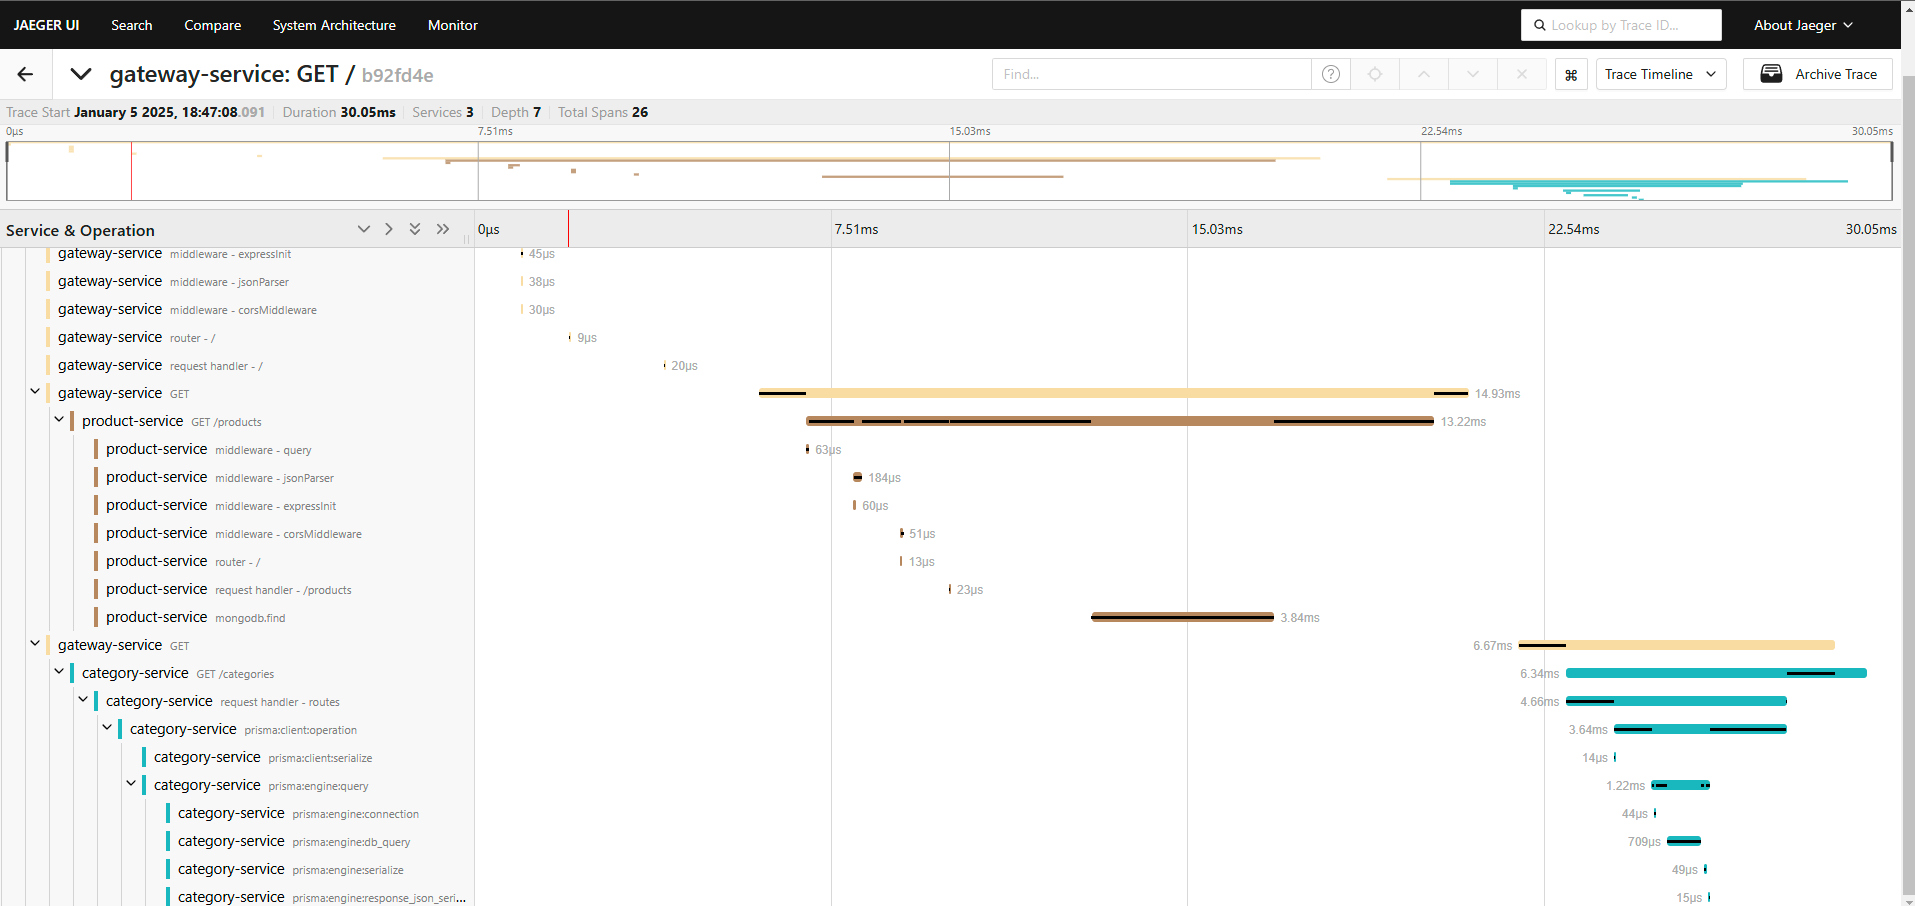 JAEGER UI Search Compare System Architecture Monitor Lookup by Trace ID... About Jaeger
gateway-service: GET / b92fd4e Find... ? ⌘ Trace Timeline Archive Trace
Trace Start January 5 2025, 18:47:08.091 Duration 30.05ms Services 3 Depth 7 Total Spans 26
0μs 7.51ms 15.03ms 22.54ms 30.05ms
Service & Operation 0μs 7.51ms 15.03ms 22.54ms 30.05ms
gateway-service middleware - expressInit 45μs
gateway-service middleware - jsonParser 38μs
gateway-service middleware - corsMiddleware 30μs
gateway-service router - / 9μs
gateway-service request handler - / 20μs
gateway-service GET 14.93ms
product-service GET /products 13.22ms
product-service middleware - query 63μs
product-service middleware - jsonParser 184μs
product-service middleware - expressInit 60μs
product-service middleware - corsMiddleware 51μs
product-service router - / 13μs
product-service request handler - /products 23μs
product-service mongodb.find 3.84ms
gateway-service GET 6.67ms
category-service GET /categories 6.34ms
category-service request handler - routes 4.66ms
category-service prisma:client:operation 3.64ms
category-service prisma:client:serialize 14μs
category-service prisma:engine:query 1.22ms
category-service prisma:engine:connection 44μs
category-service prisma:engine:db_query 709μs
category-service prisma:engine:serialize 49μs
category-service prisma:engine:response_json_seri... 15μs